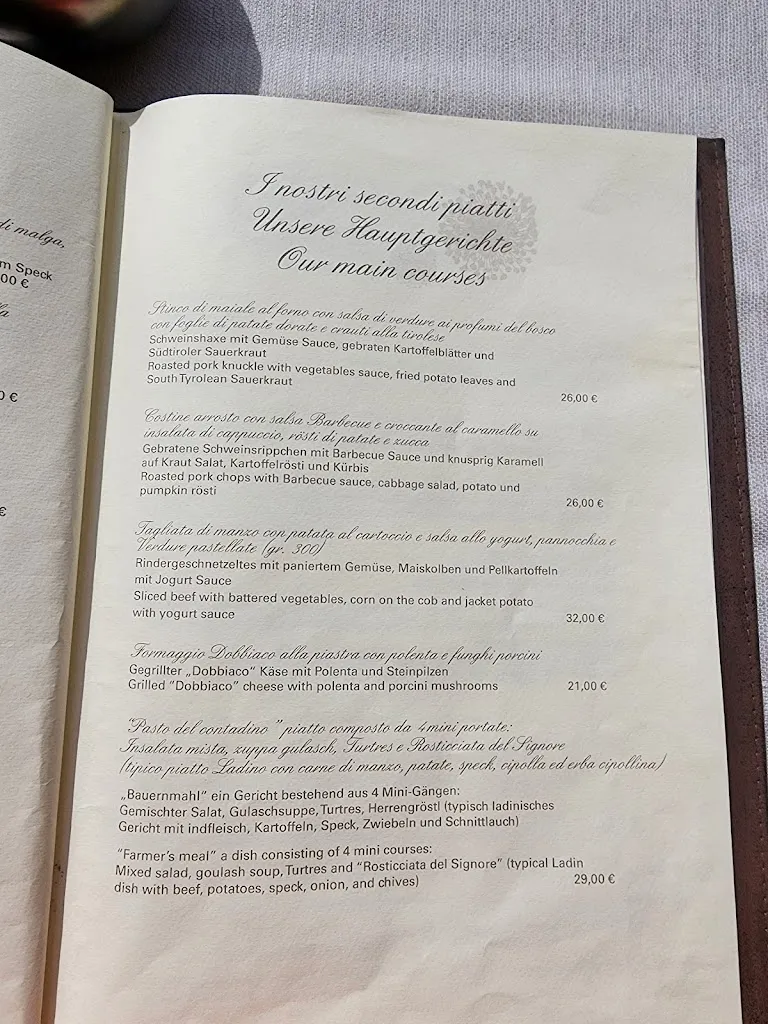 di malga,
m Speck
00 €
la
0 €
€
I nostri secondi piatti
Unsere Hauptgerichte
Our main courses
Stinco di maiale al forno con salsa di verdure ai profumi del bosco
con foglie di patate dorate e crauti alla tirolese
Schweinshaxe mit Gemüse Sauce, gebraten Kartoffelblätter und
Südtiroler Sauerkraut
Roasted pork knuckle with vegetables sauce, fried potato leaves and
South Tyrolean Sauerkraut
26,00 €
Costine arrosto con salsa Barbecue e croccante al caramello su
insalata di cappuccio, rösti di patate e zucca
Gebratene Schweinsrippchen mit Barbecue Sauce und knusprig Karamell
auf Kraut Salat, Kartoffelrösti und Kürbis
Roasted pork chops with Barbecue sauce, cabbage salad, potato und
pumpkin rösti
26,00 €
Tagliata di manzo con patata al cartoccio e salsa allo yogurt, pannocchia e
Verdure pastellate (gr. 300)
Rindergeschnetzeltes mit paniertem Gemüse, Maiskolben und Pellkartoffeln
mit Jogurt Sauce
Sliced beef with battered vegetables, corn on the cob and jacket potato
with yogurt sauce
32,00 €
Formaggio Dobbiaco alla piastra con polenta e funghi porcini
Gegrillter „Dobbiaco" Käse mit Polenta und Steinpilzen
Grilled "Dobbiaco" cheese with polenta and porcini mushrooms
21,00 €
"Pasto del contadino" piatto composto da 4 mini portate:
Insalata mista, zuppa gulasch, Turtres e Rosticciata del Signore
(tipico piatto Ladino con carne di manzo, patate, speck, cipolla ed erba cipollina)
„Bauernmahl" ein Gericht bestehend aus 4 Mini-Gängen:
Gemischter Salat, Gulaschsuppe, Turtres, Herrengröstl (typisch ladinisches
Gericht mit indfleisch, Kartoffeln, Speck, Zwiebeln und Schnittlauch)
"Farmer's meal" a dish consisting of 4 mini courses:
Mixed salad, goulash soup, Turtres and "Rosticciata del Signore" (typical Ladin
dish with beef, potatoes, speck, onion, and chives)
29,00 €